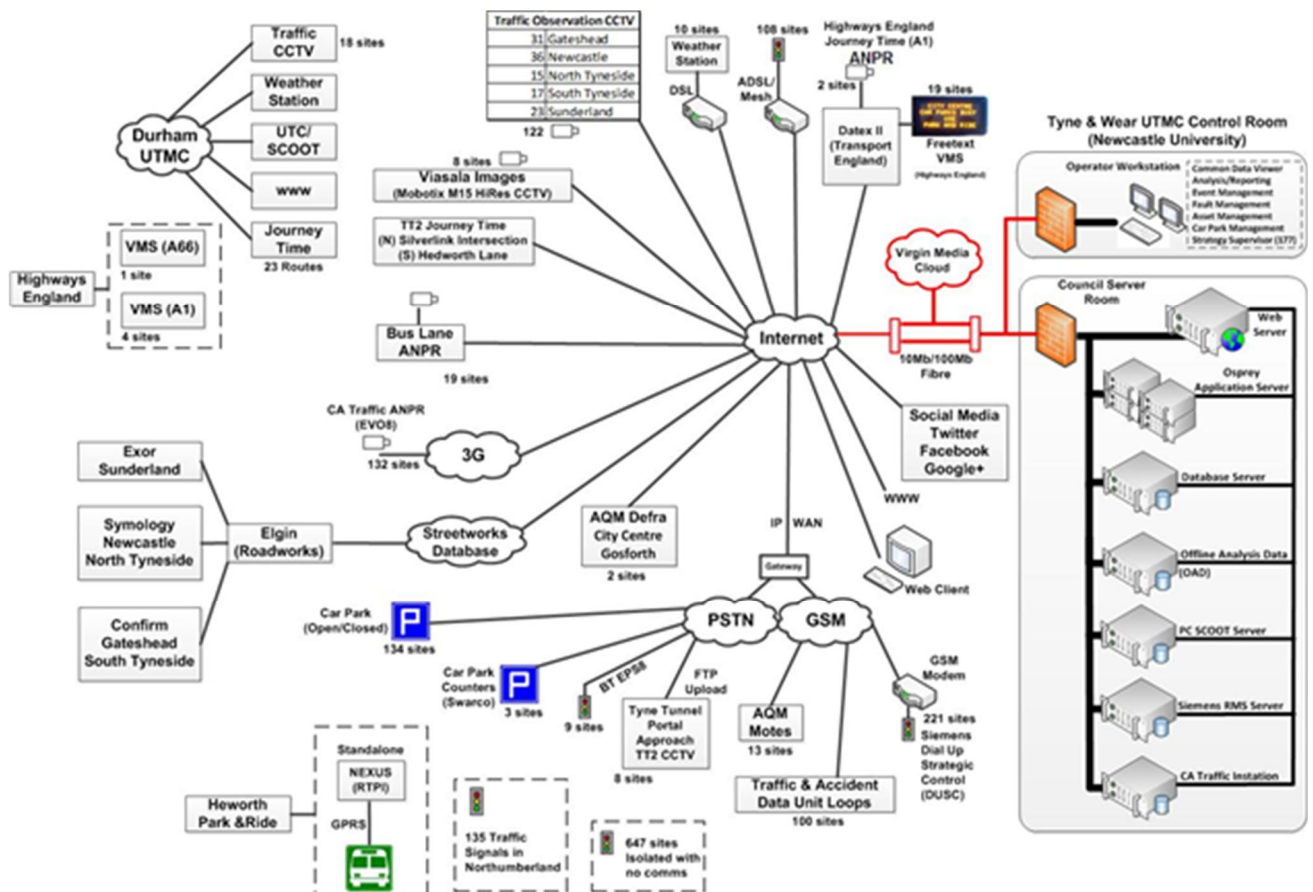 Traffic
CCTV
18 sites
Weather
Station
Durham
UTMC
UTC/
SCOOT
www
Journey
Time
23 Routes
Highways
England
VMS (A66)
1 site
VMS (A1)
4 sites
Traffic Observation CCTV
31 Gateshead
36 Newcastle
15 North Tyneside
17 South Tyneside
23 Sunderland
122
8 sites
Viasala Images
(Mobotix M15 HiRes CCTV)
TT2 Journey Time
(N) Silverlink Intersection
(S) Hedworth Lane
Bus Lane
ANPR
19 sites
10 sites
Weather
Station
DSL
108 sites
ADSL/
Mesh
Highways England
Journey Time (A1)
ANPR
2 sites
Datex II
(Transport
England)
19 sites
CITY CENTRE
CAR PARKS BUSY
USE
PARK AND RIDE
Freetext
VMS
(Highways England)
Tyne & Wear UTMC Control Room
(Newcastle University)
Operator Workstation
Common Data Viewer
Analysis/Reporting
Event Management
Fault Management
Asset Management
Car Park Management
Strategy Supervisor (177)
Virgin Media
Cloud
Internet
10Mb/100Mb
Fibre
Council Server
Room
Web
Server
Osprey
Application Server
Database Server
Offline Analysis Data
(OAD)
PC SCOOT Server
Siemens RMS Server
CA Traffic Instation
CA Traffic ANPR
(EVO8)
132 sites
3G
Social Media
Twitter
Facebook
Google+
WWW
Web Client
Exor
Sunderland
Symology
Newcastle
North Tyneside
Confirm
Gateshead
South Tyneside
Elgin
(Roadworks)
Streetworks
Database
AQM Defra
City Centre
Gosforth
2 sites
IP WAN
Gateway
PSTN
GSM
Car Park
(Open/Closed)
P
134 sites
Car Park
Counters
(Swarco)
P
3 sites
BT EPS8
9 sites
FTP
Upload
Tyne Tunnel
Portal
Approach
TT2 CCTV
8 sites
AQM
Motes
13 sites
Traffic & Accident
Data Unit Loops
100 sites
GSM
Modem
221 sites
Siemens
Dial Up
Strategic
Control
(DUSC)
Heworth
Park &Ride
Standalone
NEXUS
(RTPI)
GPRS
135 Traffic
Signals in
Northumberland
647 sites
Isolated with
no comms